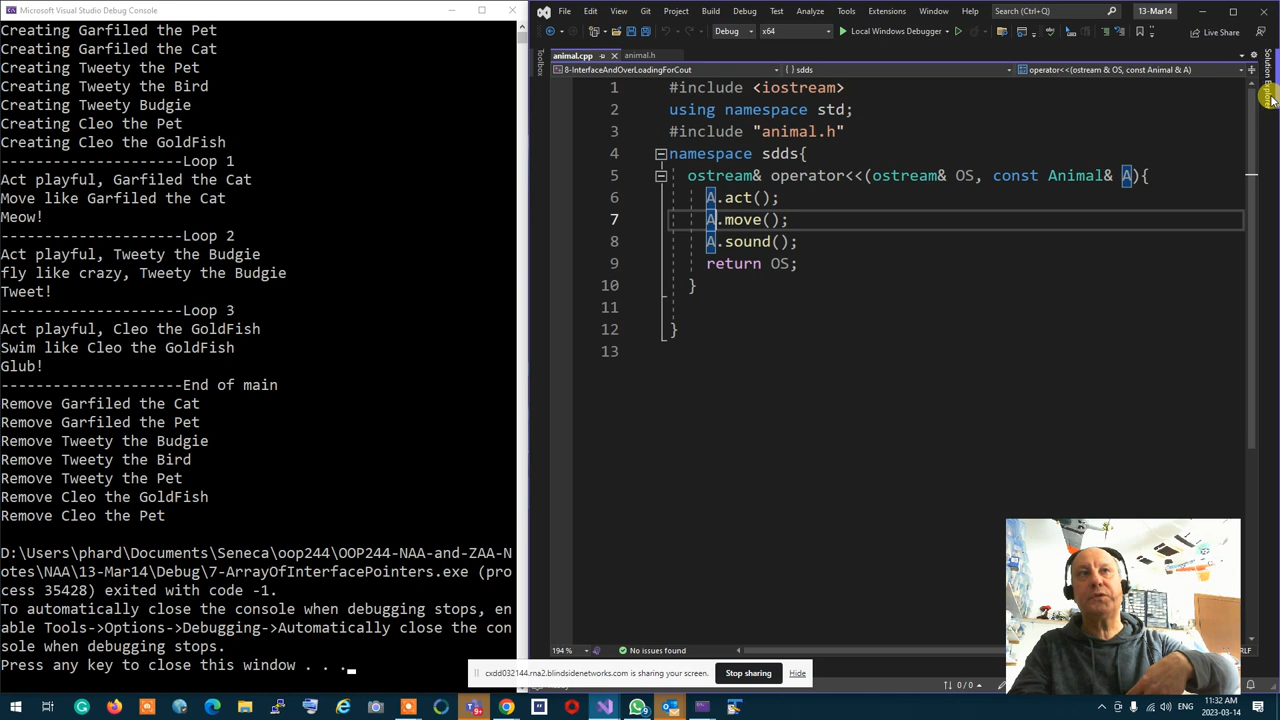 Microsoft Visual Studio Debug Console
Creating Garfiled the Pet
Creating Garfiled the Cat
Creating Tweety the Pet
Creating Tweety the Bird
Creating Tweety Budgie
Creating Cleo the Pet
Creating Cleo the GoldFish
---------------------Loop 1
Act playful, Garfiled the Cat
Move like Garfiled the Cat
Meow!
---------------------Loop 2
Act playful, Tweety the Budgie
fly like crazy, Tweety the Budgie
Tweet!
---------------------Loop 3
Act playful, Cleo the GoldFish
Swim like Cleo the GoldFish
Glub!
---------------------End of main
Remove Garfiled the Cat
Remove Garfiled the Pet
Remove Tweety the Budgie
Remove Tweety the Bird
Remove Tweety the Pet
Remove Cleo the GoldFish
Remove Cleo the Pet
D:\Users\phard\Documents\Seneca\oop244\OOP244-NAA-and-ZAA-N
otes\NAA\13-Mar14\Debug\7-ArrayOfInterfacePointers.exe (pro
cess 35428) exited with code -1.
To automatically close the console when debugging stops, en
able Tools->Options->Debugging->Automatically close the con
sole when debugging stops.
Press any key to close this window . . .
File Edit View Git Project Build Debug Test Analyze Tools Extensions Window Help Search (Ctrl+Q) 13-Mar14
Debug x64 Local Windows Debugger Live Share
Toolbox
animal.cpp animal.h
8-InterfaceAndOverLoadingForCout sdds operator<<(ostream & OS, const Animal & A)
Solution Explorer
1 #include <iostream>
2 using namespace std;
3 #include "animal.h"
4 namespace sdds{
5 ostream& operator<<(ostream& OS, const Animal& A){
6 A.act();
7 A.move();
8 A.sound();
9 return OS;
10 }
11
12 }
13
194 % No issues found
CRLF
cxdd032144.rna2.blindsidenetworks.com is sharing your screen. Stop sharing Hide
0 / 0
11:32 AM
2023-03-14